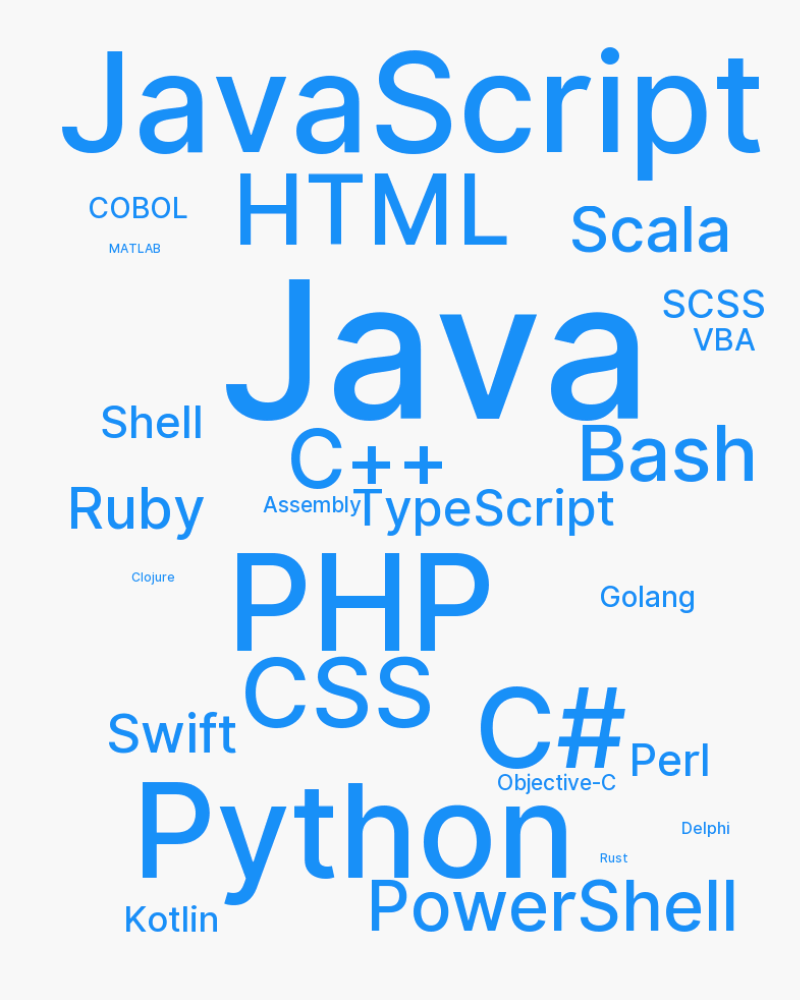 JavaScript
COBOL
HTML
Scala
MATLAB
SCSS
VBA
Java
Shell
C++
Bash
Ruby
Assembly
TypeScript
Clojure
PHP
Golang
CSS
C#
Swift
Perl
Objective-C
Python
Delphi
Rust
PowerShell
Kotlin